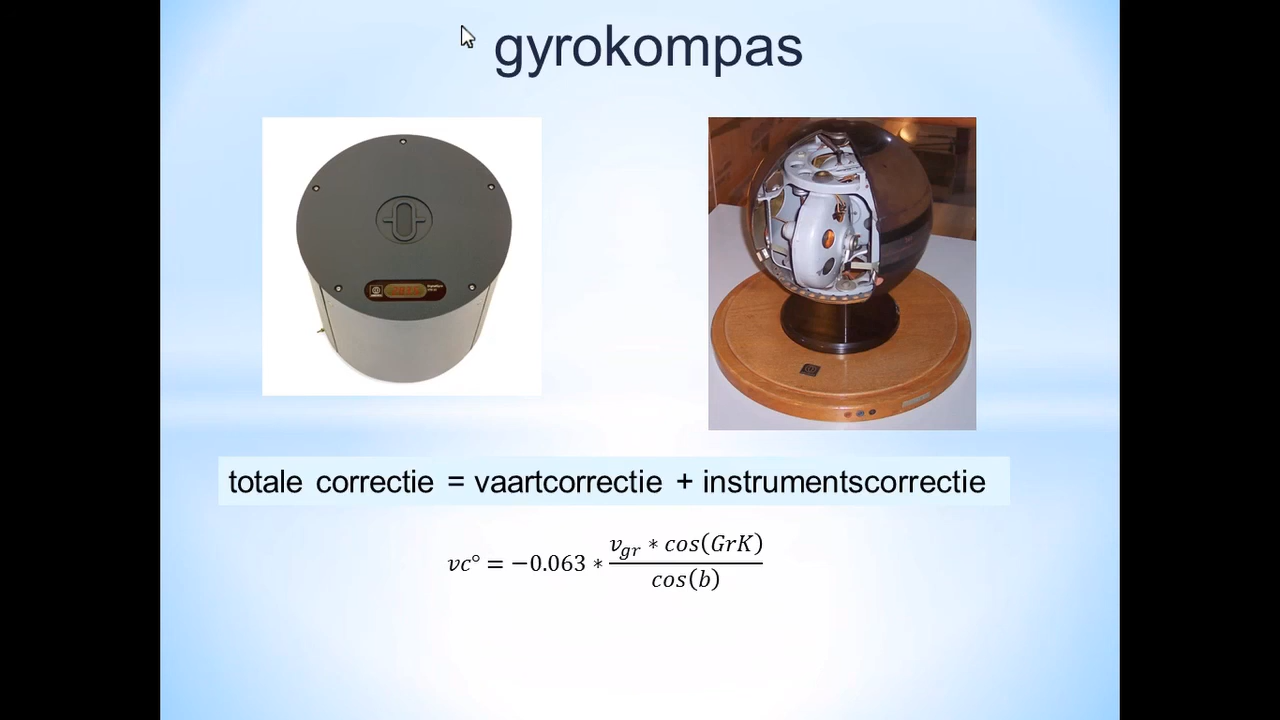 gyrokompas
totale correctie = vaartcorrectie + instrumentscorrectie
vc° = −0.063 * (v_gr * cos(GrK)) / cos(b)